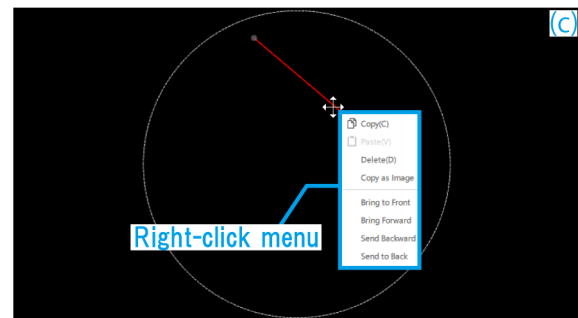 (C)
Copy(C)
Paste(V)
Delete(D)
Copy as Image
Bring to Front
Bring Forward
Send Backward
Send to Back
Right-click menu